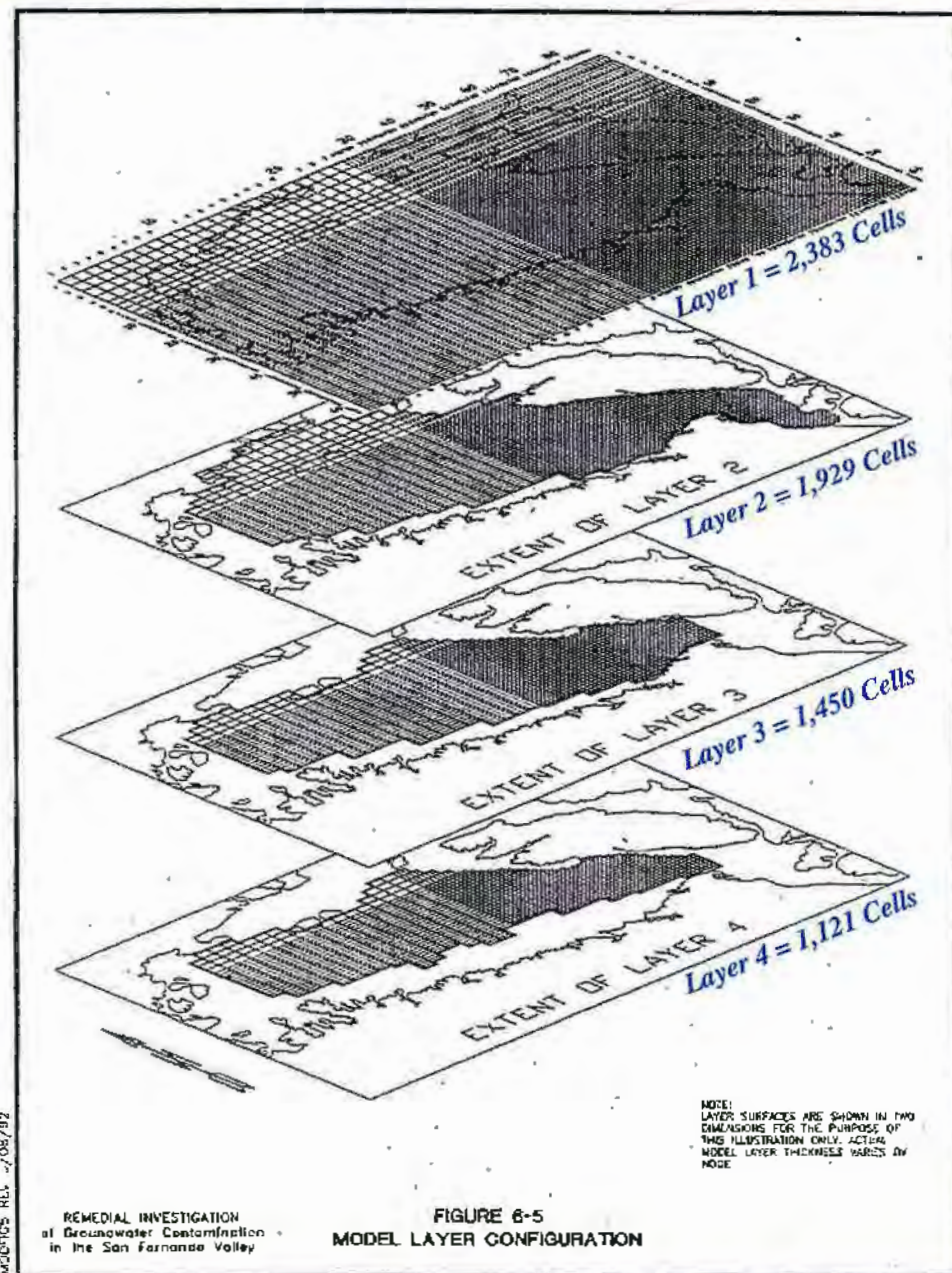 Layer 1 = 2,383 Cells
EXTENT OF LAYER 2
Layer 2 = 1,929 Cells
EXTENT OF LAYER 3
Layer 3 = 1,450 Cells
EXTENT OF LAYER 4
Layer 4 = 1,121 Cells
NOTE:
LAYER SURFACES ARE SHOWN IN TWO
DIMENSIONS FOR THE PURPOSE OF
THIS ILLUSTRATION ONLY. ACTUAL
MODEL LAYER THICKNESS VARIES BY
NODE
REMEDIAL INVESTIGATION
of Groundwater Contamination
in the San Fernando Valley
FIGURE 6-5
MODEL LAYER CONFIGURATION